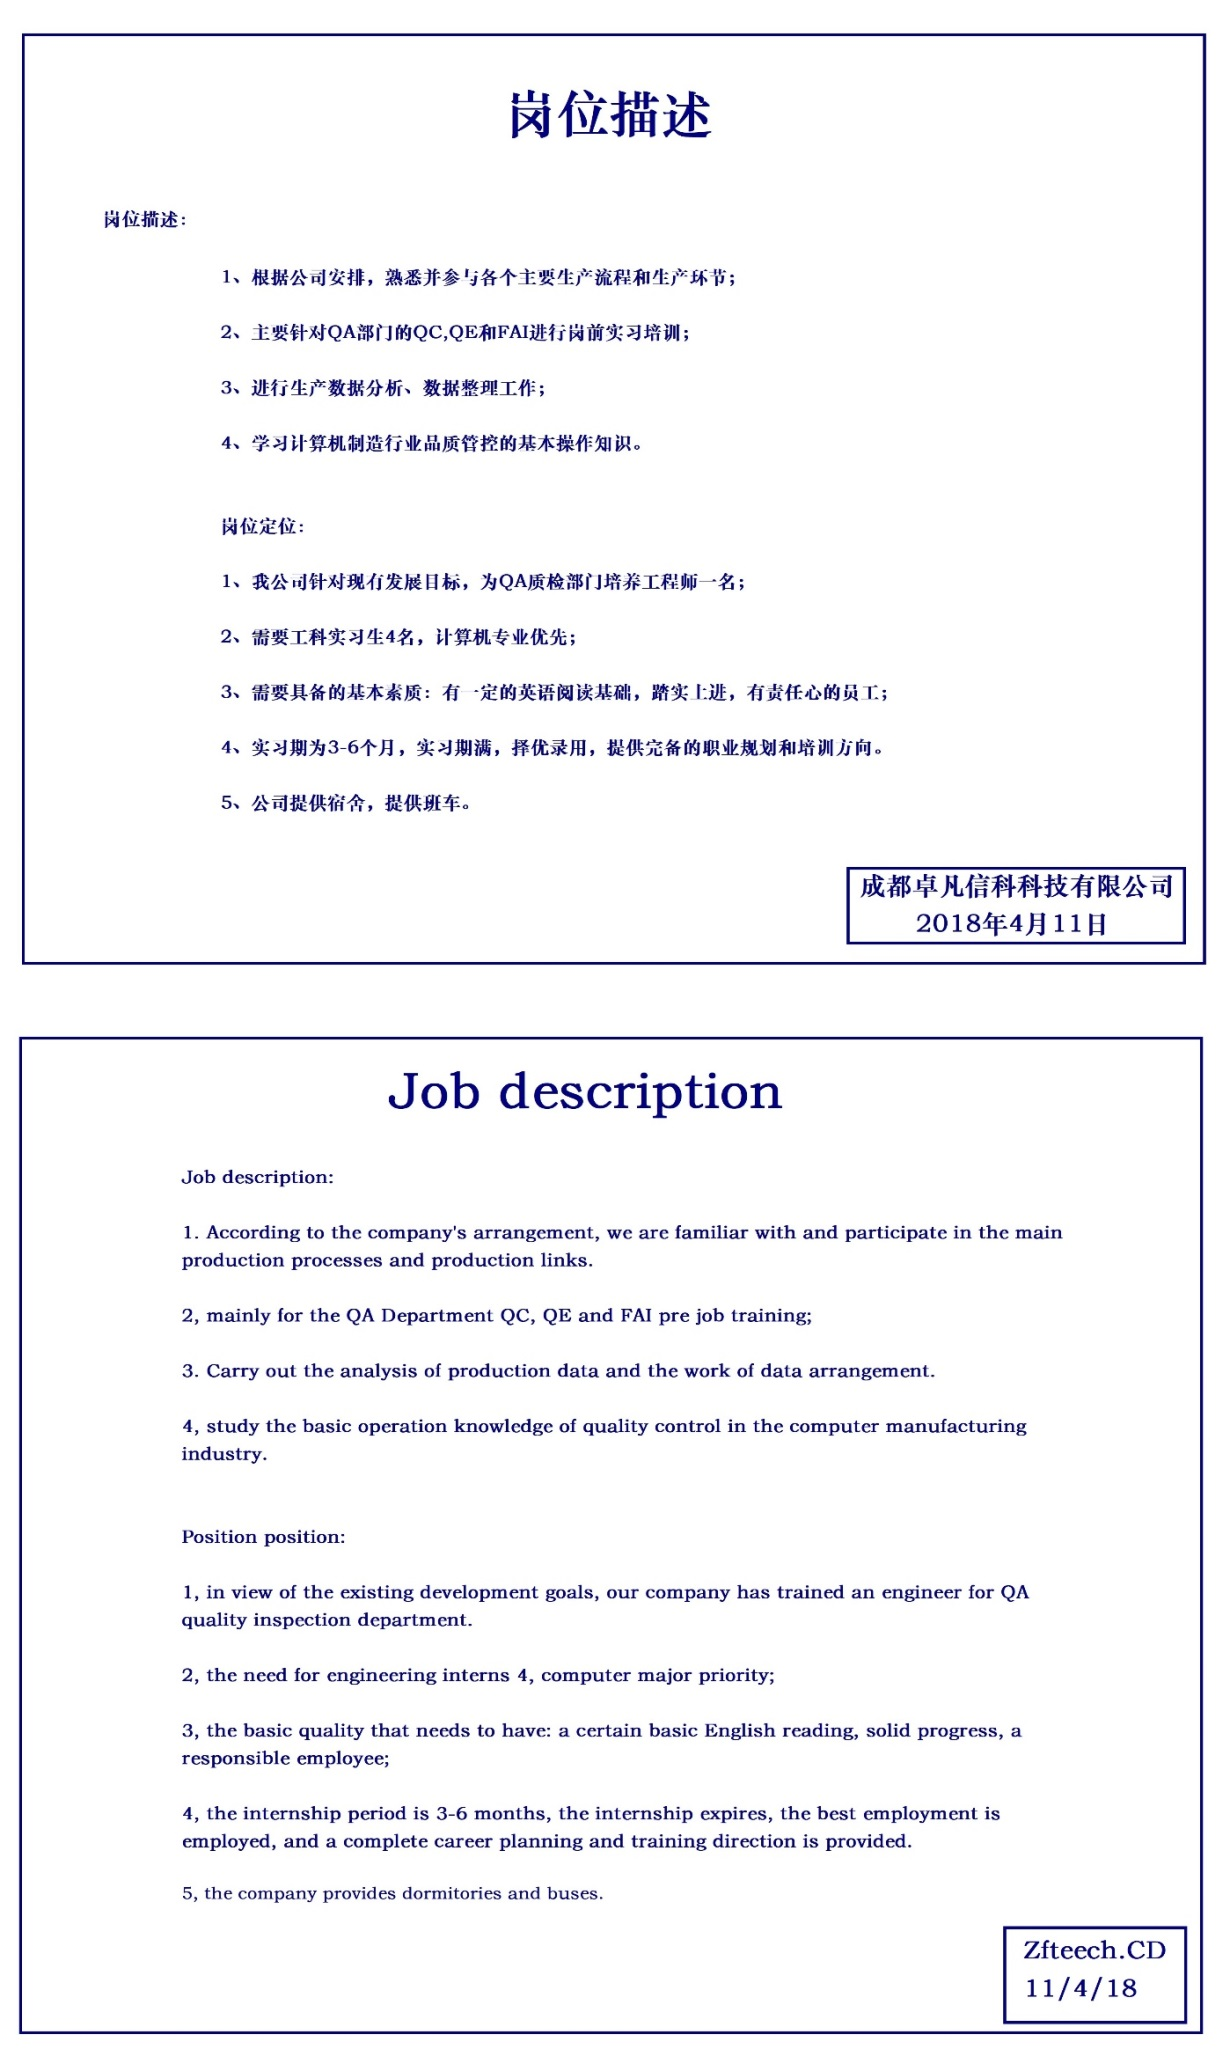 岗位描述
岗位描述：
1、根据公司安排，熟悉并参与各个主要生产流程和生产环节；
2、主要针对QA部门的QC,QE和FAI进行岗前实习培训；
3、进行生产数据分析、数据整理工作；
4、学习计算机制造行业品质管控的基本操作知识。
岗位定位：
1、我公司针对现有发展目标，为QA质检部门培养工程师一名；
2、需要工科实习生4名，计算机专业优先；
3、需要具备的基本素质：有一定的英语阅读基础，踏实上进，有责任心的员工；
4、实习期为3-6个月，实习期满，择优录用，提供完备的职业规划和培训方向。
5、公司提供宿舍，提供班车。
成都卓凡信科科技有限公司
2018年4月11日
Job description
Job description:
1. According to the company's arrangement, we are familiar with and participate in the main
production processes and production links.
2, mainly for the QA Department QC, QE and FAI pre job training;
3. Carry out the analysis of production data and the work of data arrangement.
4, study the basic operation knowledge of quality control in the computer manufacturing
industry.
Position position:
1, in view of the existing development goals, our company has trained an engineer for QA
quality inspection department.
2, the need for engineering interns 4, computer major priority;
3, the basic quality that needs to have: a certain basic English reading, solid progress, a
responsible employee;
4, the internship period is 3-6 months, the internship expires, the best employment is
employed, and a complete career planning and training direction is provided.
5, the company provides dormitories and buses.
Zfteech.CD
11/4/18